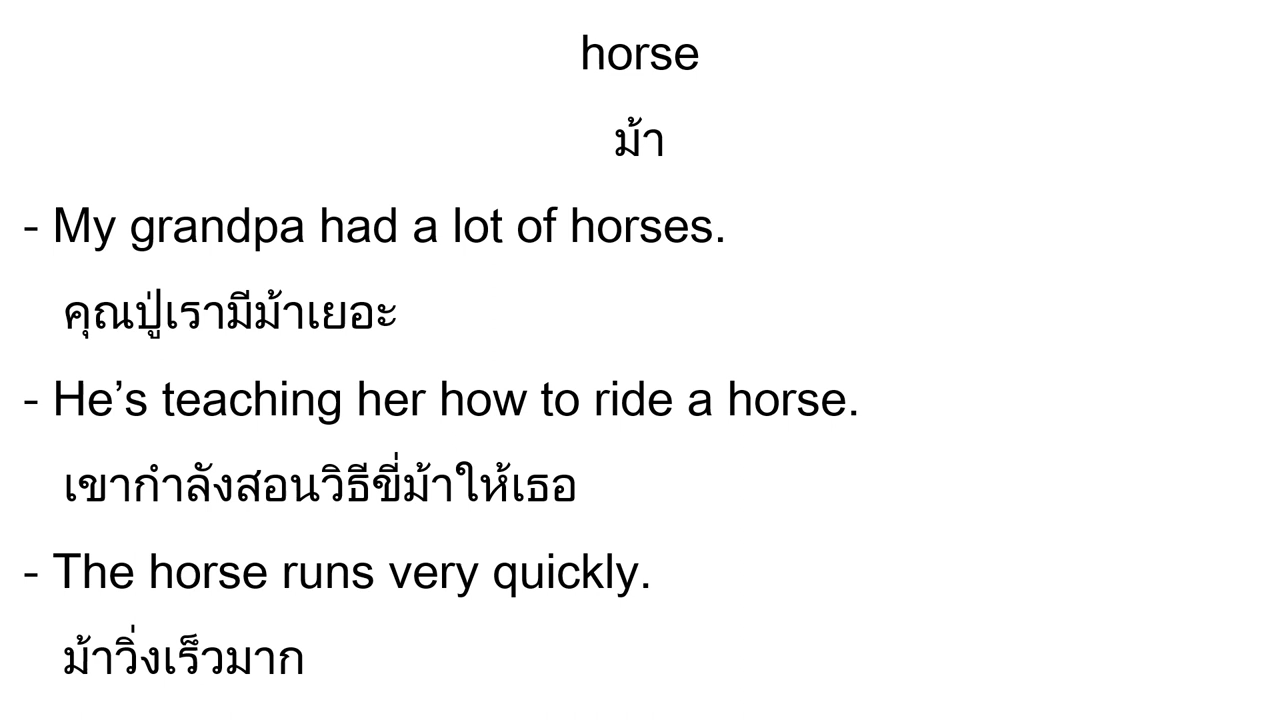 horse
ม้า
- My grandpa had a lot of horses.
คุณปู่เรามีม้าเยอะ
- He’s teaching her how to ride a horse.
เขากำลังสอนวิธีขี่ม้าให้เธอ
- The horse runs very quickly.
ม้าวิ่งเร็วมาก